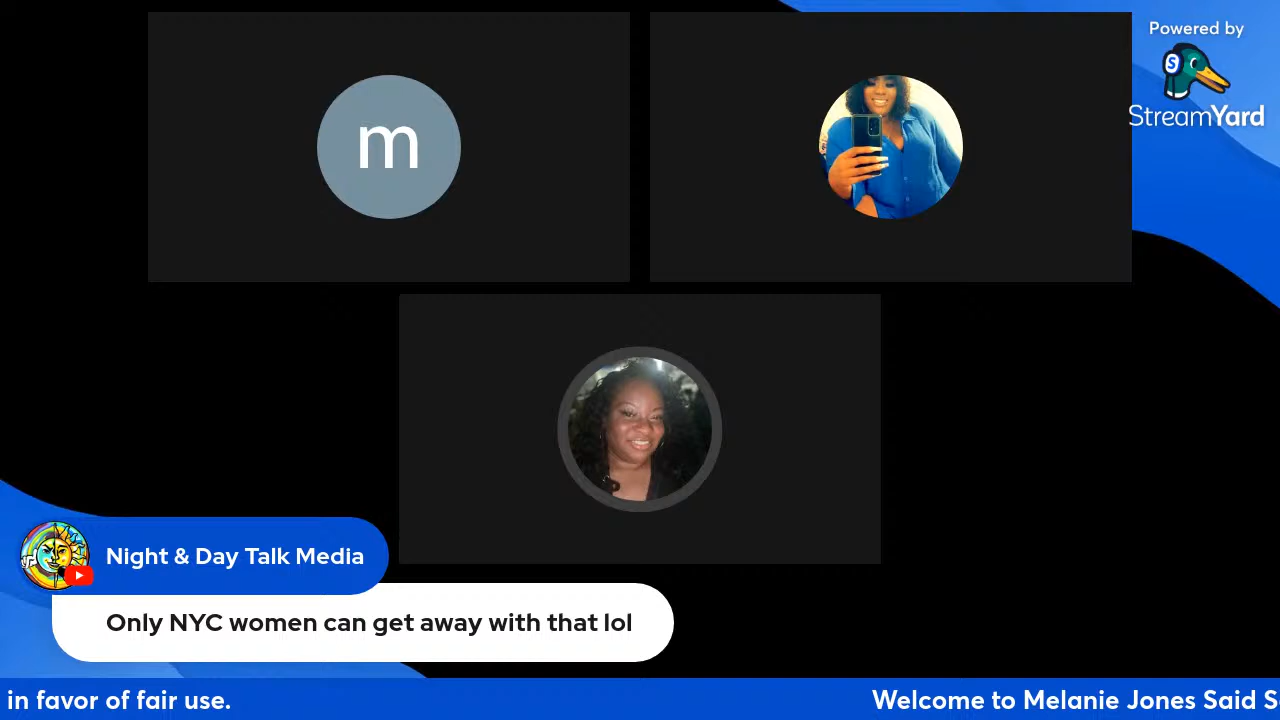 Powered by
S
StreamYard
m
Night & Day Talk Media
Only NYC women can get away with that lol
in favor of fair use.
Welcome to Melanie Jones Said S